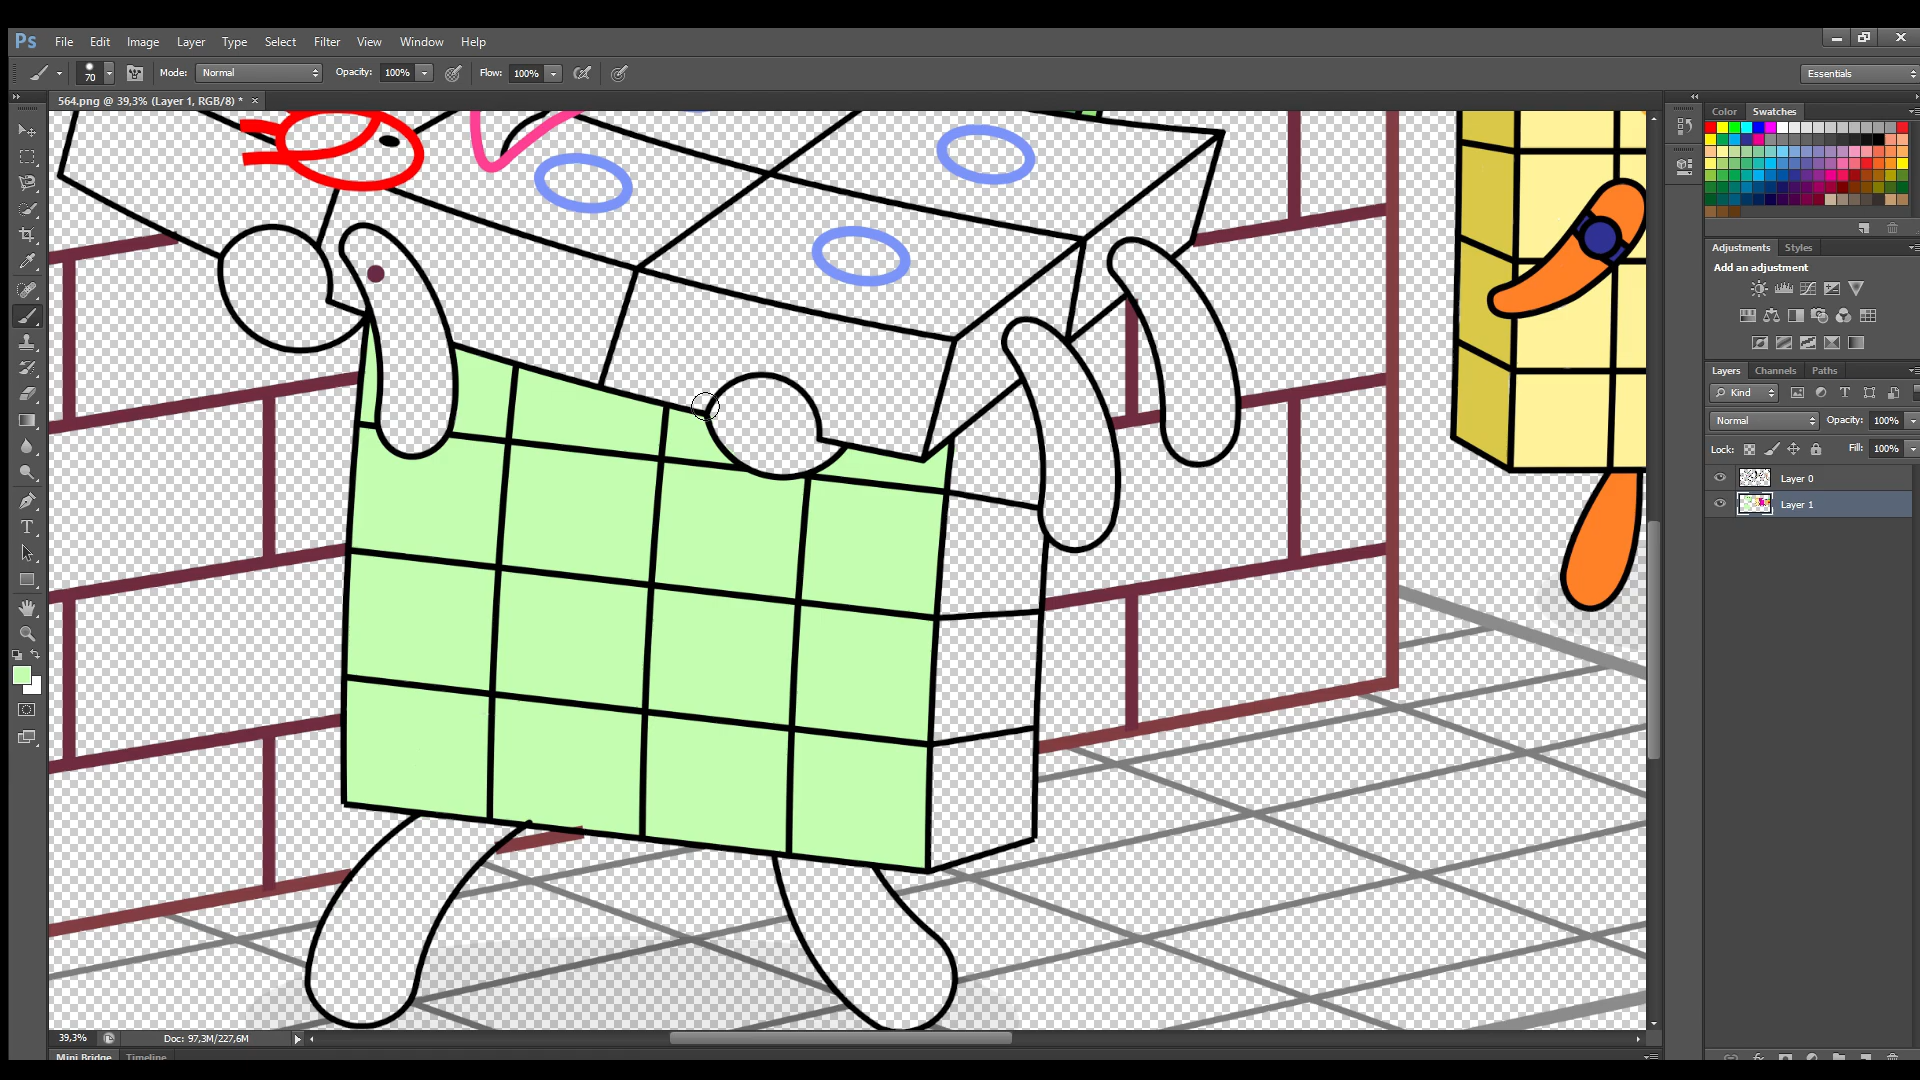 Ps File Edit Image Layer Type Select Filter View Window Help
70 Mode: Normal Opacity: 100% Flow: 100% Essentials
564.png @ 39,3% (Layer 1, RGB/8) * ×
Color Swatches
Adjustments Styles
Add an adjustment
Layers Channels Paths
Kind
Normal Opacity: 100%
Lock: Fill: 100%
Layer 0
Layer 1
39,3% Doc: 97,3M/227,6M
Mini Bridge Timeline